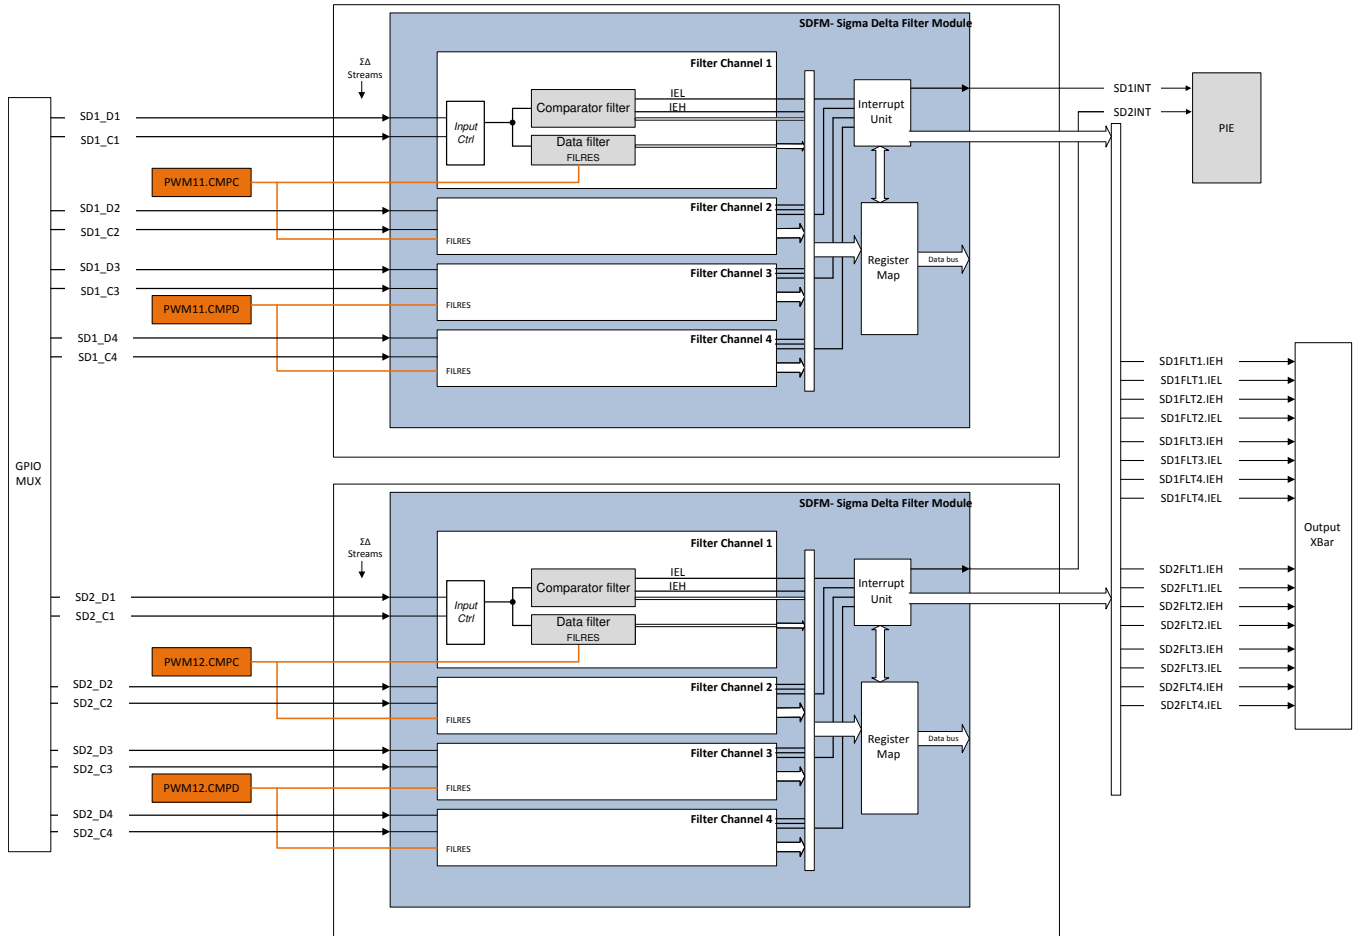 SDFM- Sigma Delta Filter Module
ΣΔ
Streams
Filter Channel 1
IEL
IEH
Comparator filter
Input
Ctrl
Data filter
FILRES
Interrupt
Unit
SD1_D1
SD1_C1
PWM11.CMPC
SD1_D2
SD1_C2
Filter Channel 2
FILRES
SD1_D3
SD1_C3
Filter Channel 3
FILRES
PWM11.CMPD
SD1_D4
SD1_C4
Filter Channel 4
FILRES
Register
Map
Data bus
SD1INT
SD2INT
PIE
GPIO
MUX
SD1FLT1.IEH
SD1FLT1.IEL
SD1FLT2.IEH
SD1FLT2.IEL
SD1FLT3.IEH
SD1FLT3.IEL
SD1FLT4.IEH
SD1FLT4.IEL
Output
XBar
SD2FLT1.IEH
SD2FLT1.IEL
SD2FLT2.IEH
SD2FLT2.IEL
SD2FLT3.IEH
SD2FLT3.IEL
SD2FLT4.IEH
SD2FLT4.IEL
SDFM- Sigma Delta Filter Module
ΣΔ
Streams
Filter Channel 1
IEL
IEH
Comparator filter
Input
Ctrl
Data filter
FILRES
Interrupt
Unit
SD2_D1
SD2_C1
PWM12.CMPC
SD2_D2
SD2_C2
Filter Channel 2
FILRES
SD2_D3
SD2_C3
Filter Channel 3
FILRES
PWM12.CMPD
SD2_D4
SD2_C4
Filter Channel 4
FILRES
Register
Map
Data bus